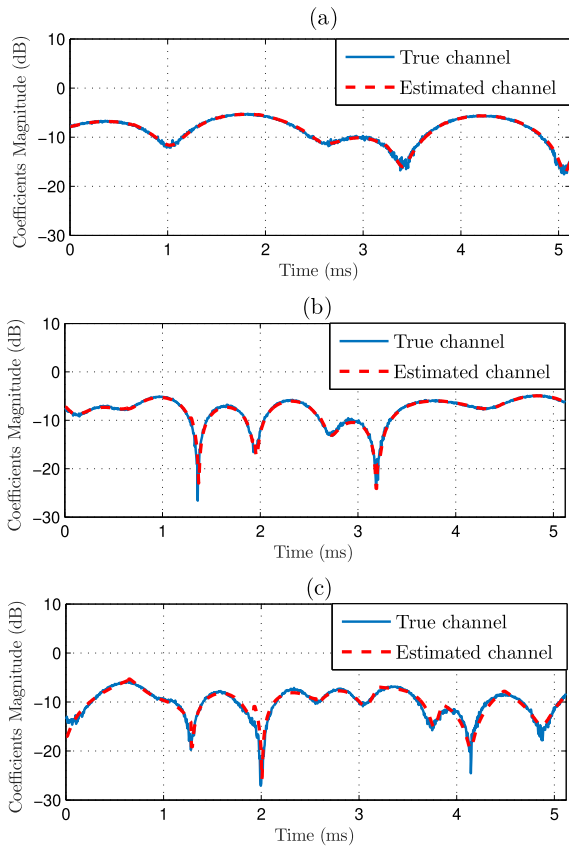 (a)
Coefficients Magnitude (dB)
10
0
−10
−20
−30
True channel
Estimated channel
0 1 2 3 4 5
Time (ms)
(b)
Coefficients Magnitude (dB)
10
0
−10
−20
−30
True channel
Estimated channel
0 1 2 3 4 5
Time (ms)
(c)
Coefficients Magnitude (dB)
10
0
−10
−20
−30
True channel
Estimated channel
0 1 2 3 4 5
Time (ms)